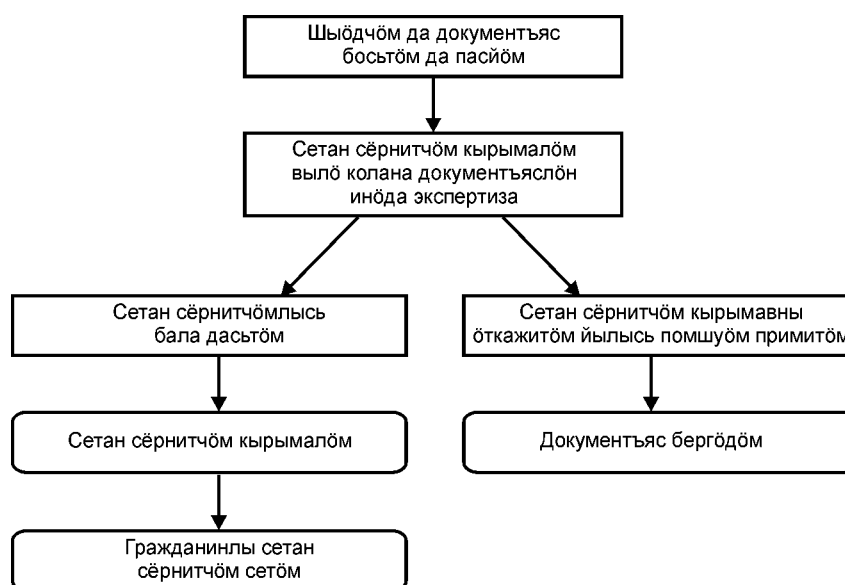 Шыӧдчӧм да документъяс
босьтӧм да пасйӧм
Сетан сёрнитчӧм кырымалӧм
вылӧ колана документъяслӧн
инӧда экспертиза
Сетан сёрнитчӧмлысь
бала дасьтӧм
Сетан сёрнитчӧм кырымавны
ӧткажитӧм йылысь помшуӧм примитӧм
Сетан сёрнитчӧм кырымалӧм
Документъяс бергӧдӧм
Гражданинлы сетан
сёрнитчӧм сетӧм